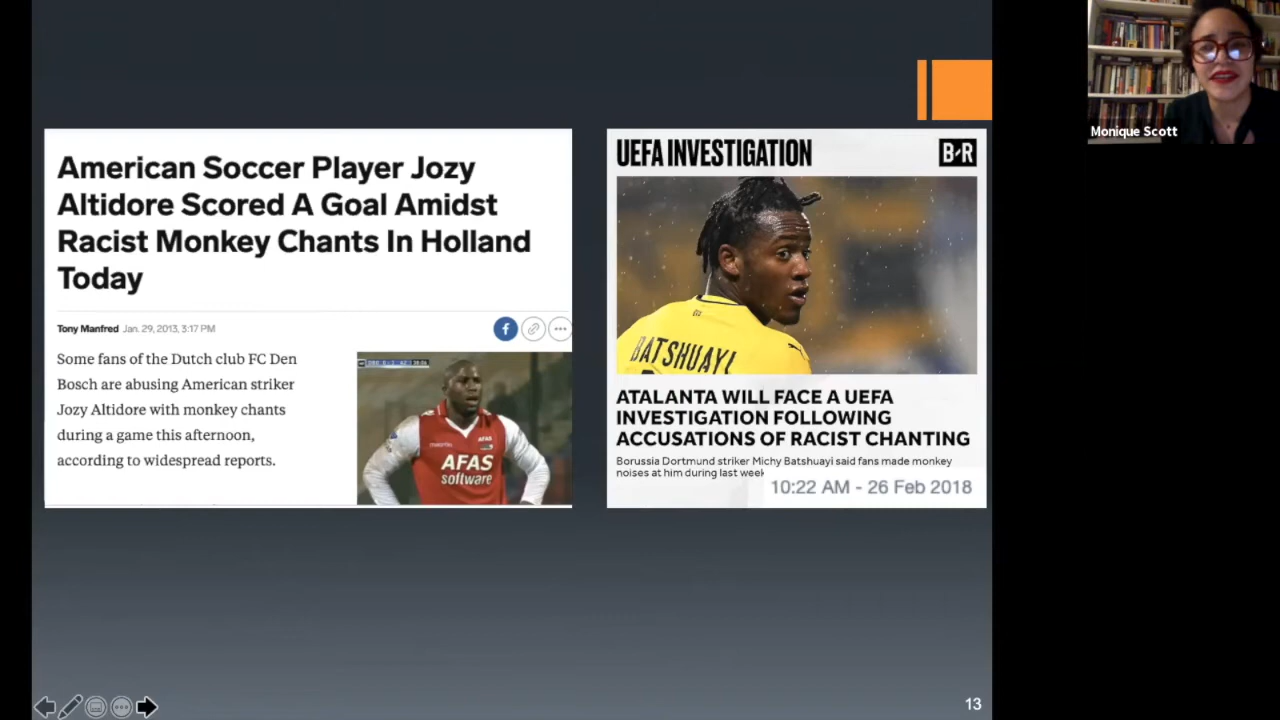 American Soccer Player Jozy
Altidore Scored A Goal Amidst
Racist Monkey Chants In Holland
Today
Tony Manfred Jan. 29, 2013, 3:17 PM
Some fans of the Dutch club FC Den
Bosch are abusing American striker
Jozy Altidore with monkey chants
during a game this afternoon,
according to widespread reports.
AFAS
AFAS
software
UEFA INVESTIGATION
B/R
BATSHUAYI
ATALANTA WILL FACE A UEFA
INVESTIGATION FOLLOWING
ACCUSATIONS OF RACIST CHANTING
Borussia Dortmund striker Michy Batshuayi said fans made monkey
noises at him during last week
10:22 AM - 26 Feb 2018
Monique Scott
13